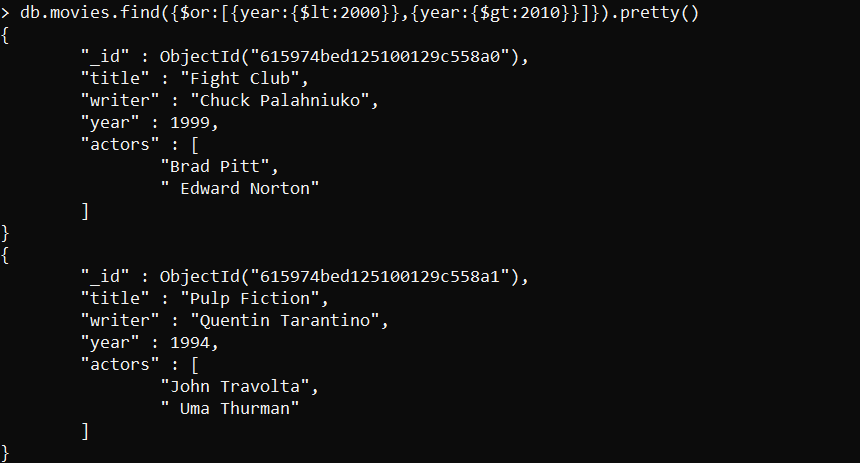 > db.movies.find({$or:[{year:{$lt:2000}},{year:{$gt:2010}}]}).pretty()
{
        "_id" : ObjectId("615974bed125100129c558a0"),
        "title" : "Fight Club",
        "writer" : "Chuck Palahniuko",
        "year" : 1999,
        "actors" : [
                "Brad Pitt",
                " Edward Norton"
        ]
}
{
        "_id" : ObjectId("615974bed125100129c558a1"),
        "title" : "Pulp Fiction",
        "writer" : "Quentin Tarantino",
        "year" : 1994,
        "actors" : [
                "John Travolta",
                " Uma Thurman"
        ]
}